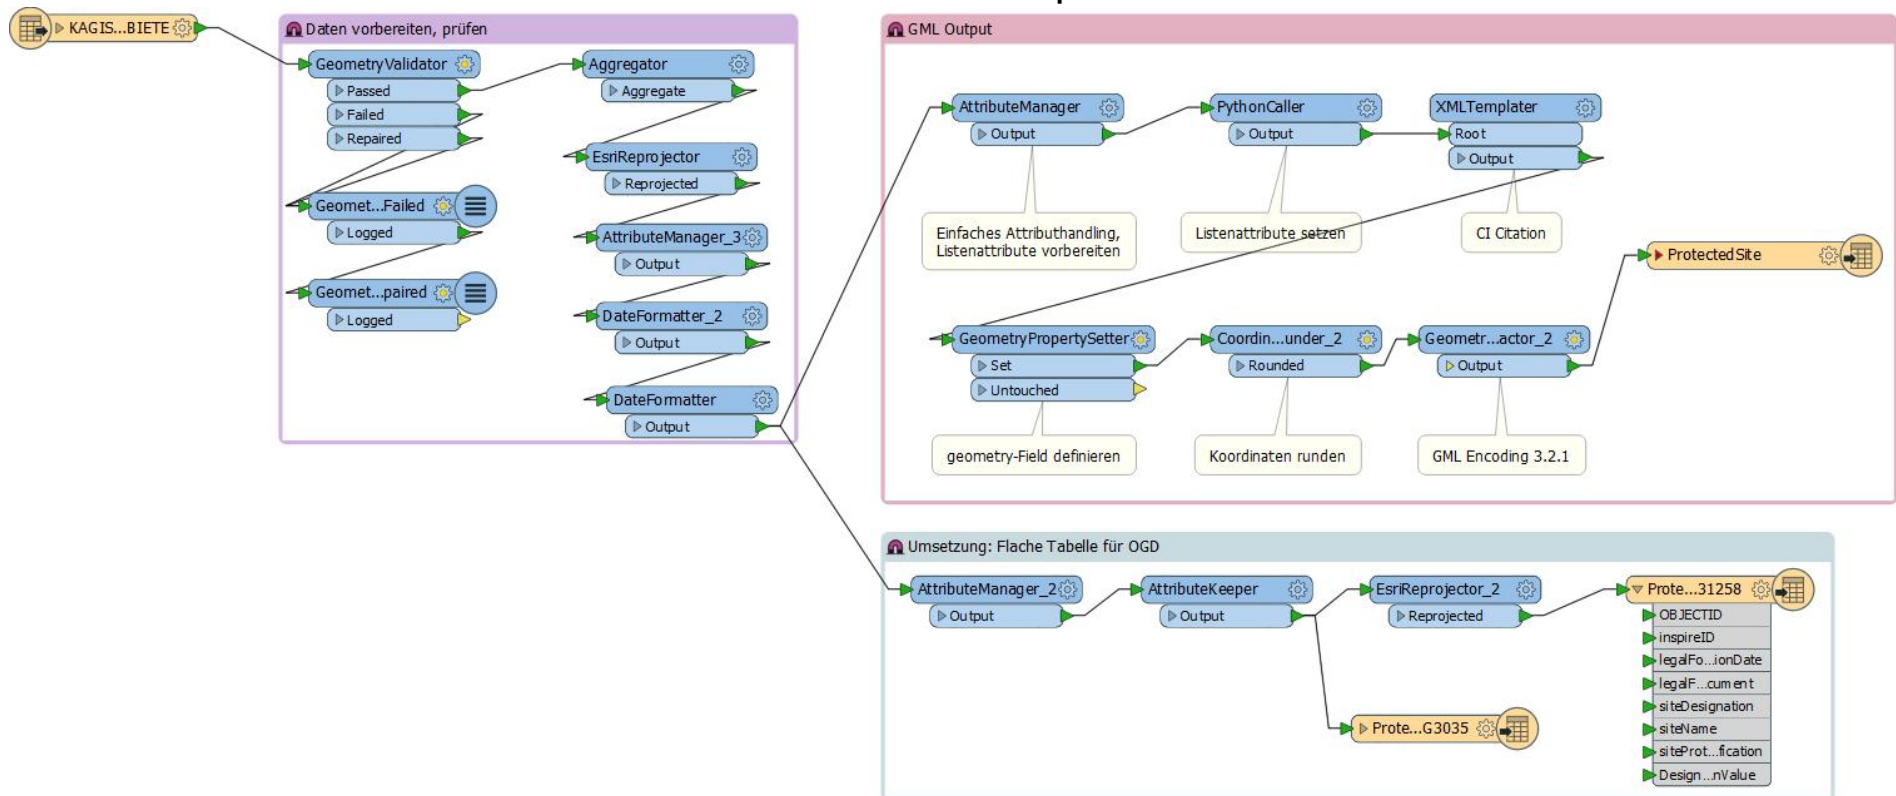 KAGIS...BIETE
Daten vorbereiten, prüfen
GeometryValidator
Passed
Failed
Repaired
Geomet...Failed
Logged
Geomet...paired
Logged
Aggregator
Aggregate
EsriReprojector
Reprojected
AttributeManager_3
Output
DateFormatter_2
Output
DateFormatter
Output
GML Output
AttributeManager
Output
Einfaches Attributhandling,
Listenattribute vorbereiten
PythonCaller
Output
Listenattribute setzen
XMLTemplater
Root
Output
CI Citation
GeometryPropertySetter
Set
Untouched
geometry-Field definieren
Coordin...under_2
Rounded
Koordinaten runden
Geometr...actor_2
Output
GML Encoding 3.2.1
ProtectedSite
Umsetzung: Flache Tabelle für OGD
AttributeManager_2
Output
AttributeKeeper
Output
EsriReprojector_2
Reprojected
Prote...31258
OBJECTID
inspireID
legalFo...ionDate
legalF...cument
siteDesignation
siteName
siteProt...fication
Design...nValue
Prote...G3035